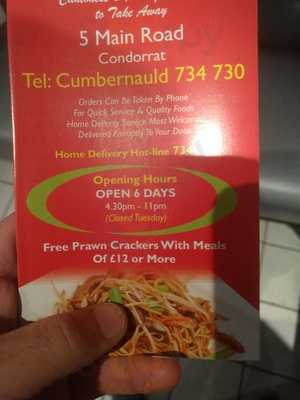 to Take Away
5 Main Road
Condorrat
Tel: Cumbernauld 734 730
Orders Can Be Taken By Phone
For Quick Service & Quality Foods
Home Delivery Service Most Welcome
Delivered Promptly To Your Door
Home Delivery Hot-line 734
Opening Hours
OPEN 6 DAYS
4.30pm - 11pm
(Closed Tuesday)
Free Prawn Crackers With Meals
Of £12 or More